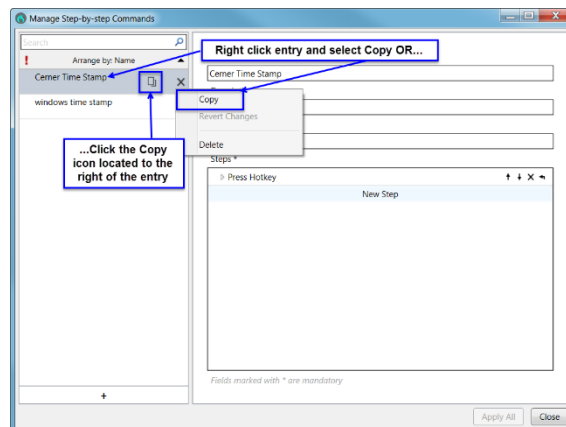 Manage Step-by-step Commands
Search
Right click entry and select Copy OR...
! Arrange by: Name
Cerner Time Stamp
Cerner Time Stamp
Copy
windows time stamp
Revert Changes
Delete
...Click the Copy
icon located to the
right of the entry
Steps *
Press Hotkey
New Step
Fields marked with * are mandatory
+
Apply All
Close